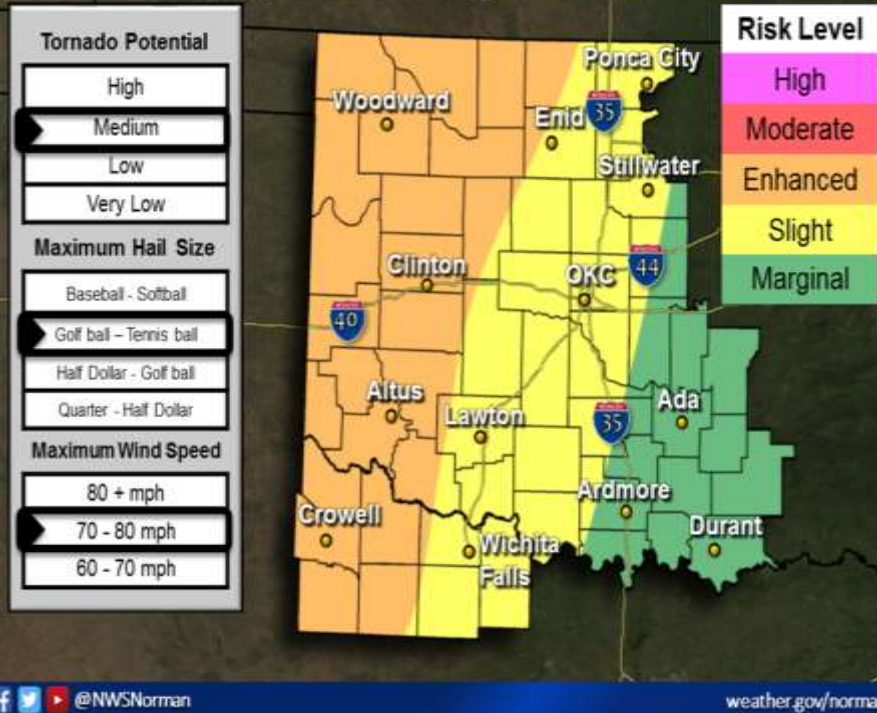 Tornado Potential
High
Medium
Low
Very Low
Maximum Hail Size
Baseball - Softball
Golf ball – Tennis ball
Half Dollar - Golf ball
Quarter - Half Dollar
Maximum Wind Speed
80 + mph
70 - 80 mph
60 - 70 mph
Ponca City
Woodward
35
Enid
Stillwater
Clinton
OKC
44
40
Altus
Lawton
35
Ada
Crowell
Ardmore
Durant
Wichita
Falls
Risk Level
High
Moderate
Enhanced
Slight
Marginal
@NWSNorman
weather.gov/norma